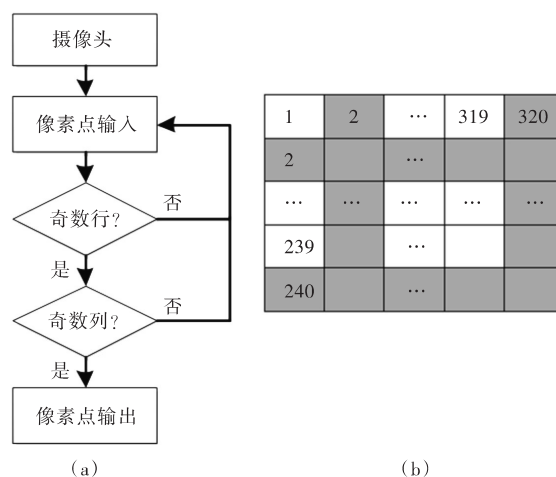 摄像头
像素点输入
奇数行?
否
是
奇数列?
否
是
像素点输出
(a)
1 2 … 319 320
2 …
… … … … …
239 …
240 …
(b)